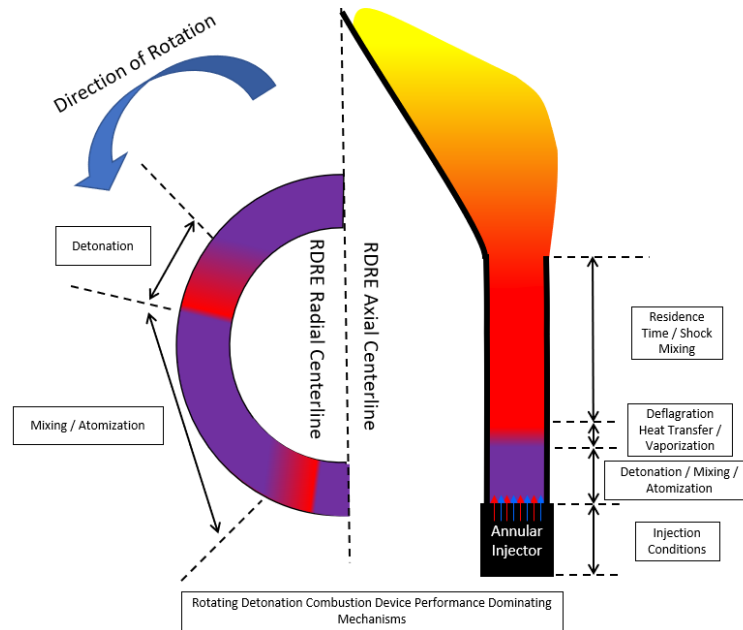 Direction of Rotation
Detonation
Mixing / Atomization
RDRE Radial Centerline
RDRE Axial Centerline
Residence
Time / Shock
Mixing
Deflagration
Heat Transfer /
Vaporization
Detonation / Mixing /
Atomization
Annular
Injector
Injection
Conditions
Rotating Detonation Combustion Device Performance Dominating
Mechanisms